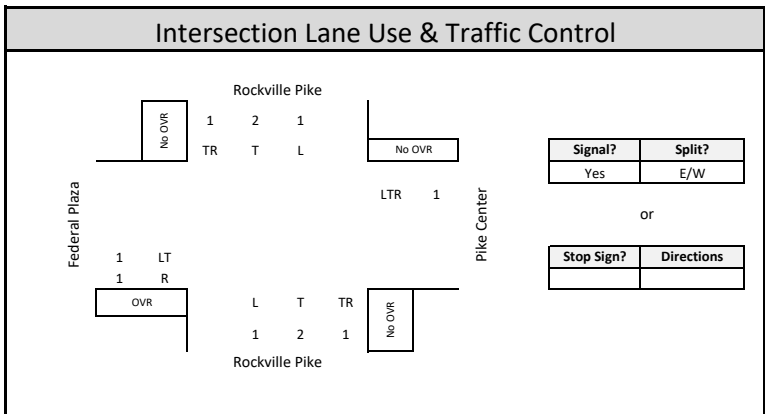 Intersection Lane Use & Traffic Control
Rockville Pike
No OVR
1 2 1
TR T L
No OVR
Signal? Split?
Yes E/W
LTR 1
Federal Plaza
Pike Center
or
1 LT
Stop Sign? Directions
1 R
OVR
L T TR
No OVR
1 2 1
Rockville Pike